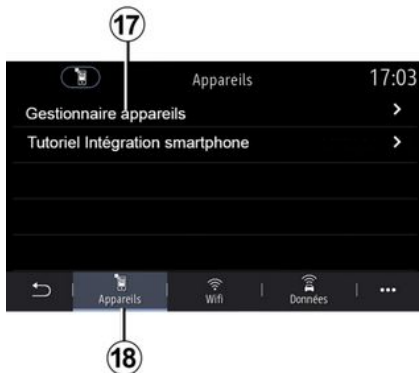 17
Appareils 17:03
Gestionnaire appareils
Tutoriel Intégration smartphone
Appareils Wifi Données
18